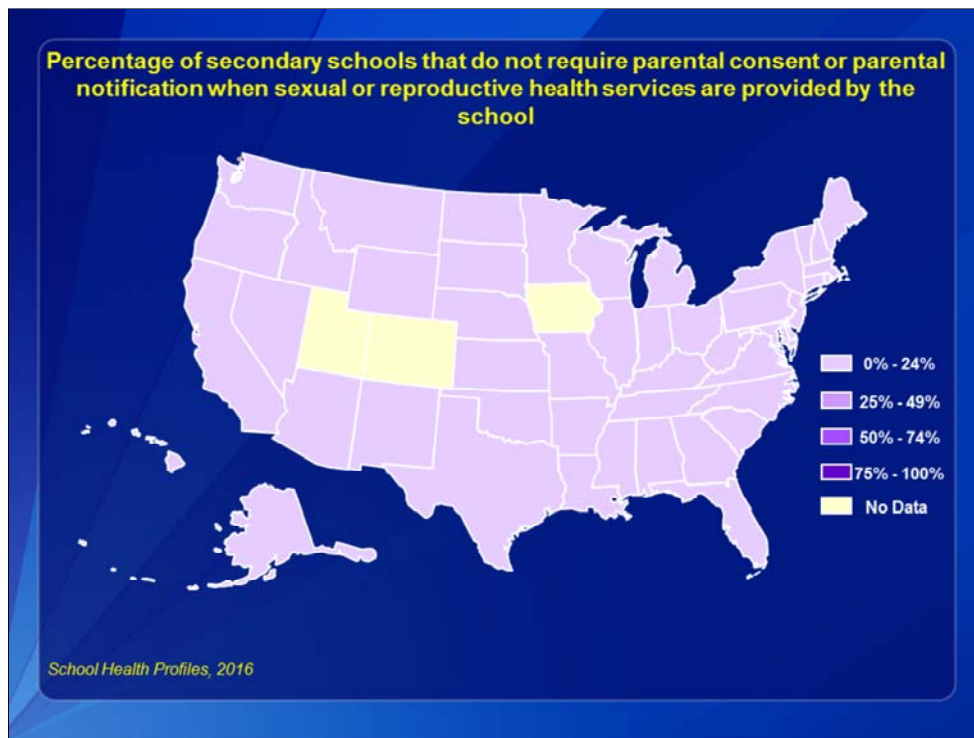 Percentage of secondary schools that do not require parental consent or parental
notification when sexual or reproductive health services are provided by the
school
0% - 24%
25% - 49%
50% - 74%
75% - 100%
No Data
School Health Profiles, 2016